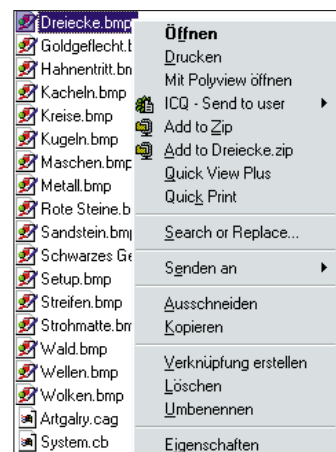 Dreiecke.bmp
Goldgeflecht.b
Hahnentritt.bm
Kacheln.bmp
Kreise.bmp
Kugeln.bmp
Maschen.bmp
Metall.bmp
Rote Steine.b
Sandstein.bmp
Schwarzes Ge
Setup.bmp
Streifen.bmp
Strohmatte.bm
Wald.bmp
Wellen.bmp
Wolken.bmp
Artgalry.cag
System.cb
Öffnen
Drucken
Mit Polyview öffnen
ICQ - Send to user
Add to Zip
Add to Dreiecke.zip
Quick View Plus
Quick Print
Search or Replace...
Senden an
Ausschneiden
Kopieren
Verknüpfung erstellen
Löschen
Umbenennen
Eigenschaften